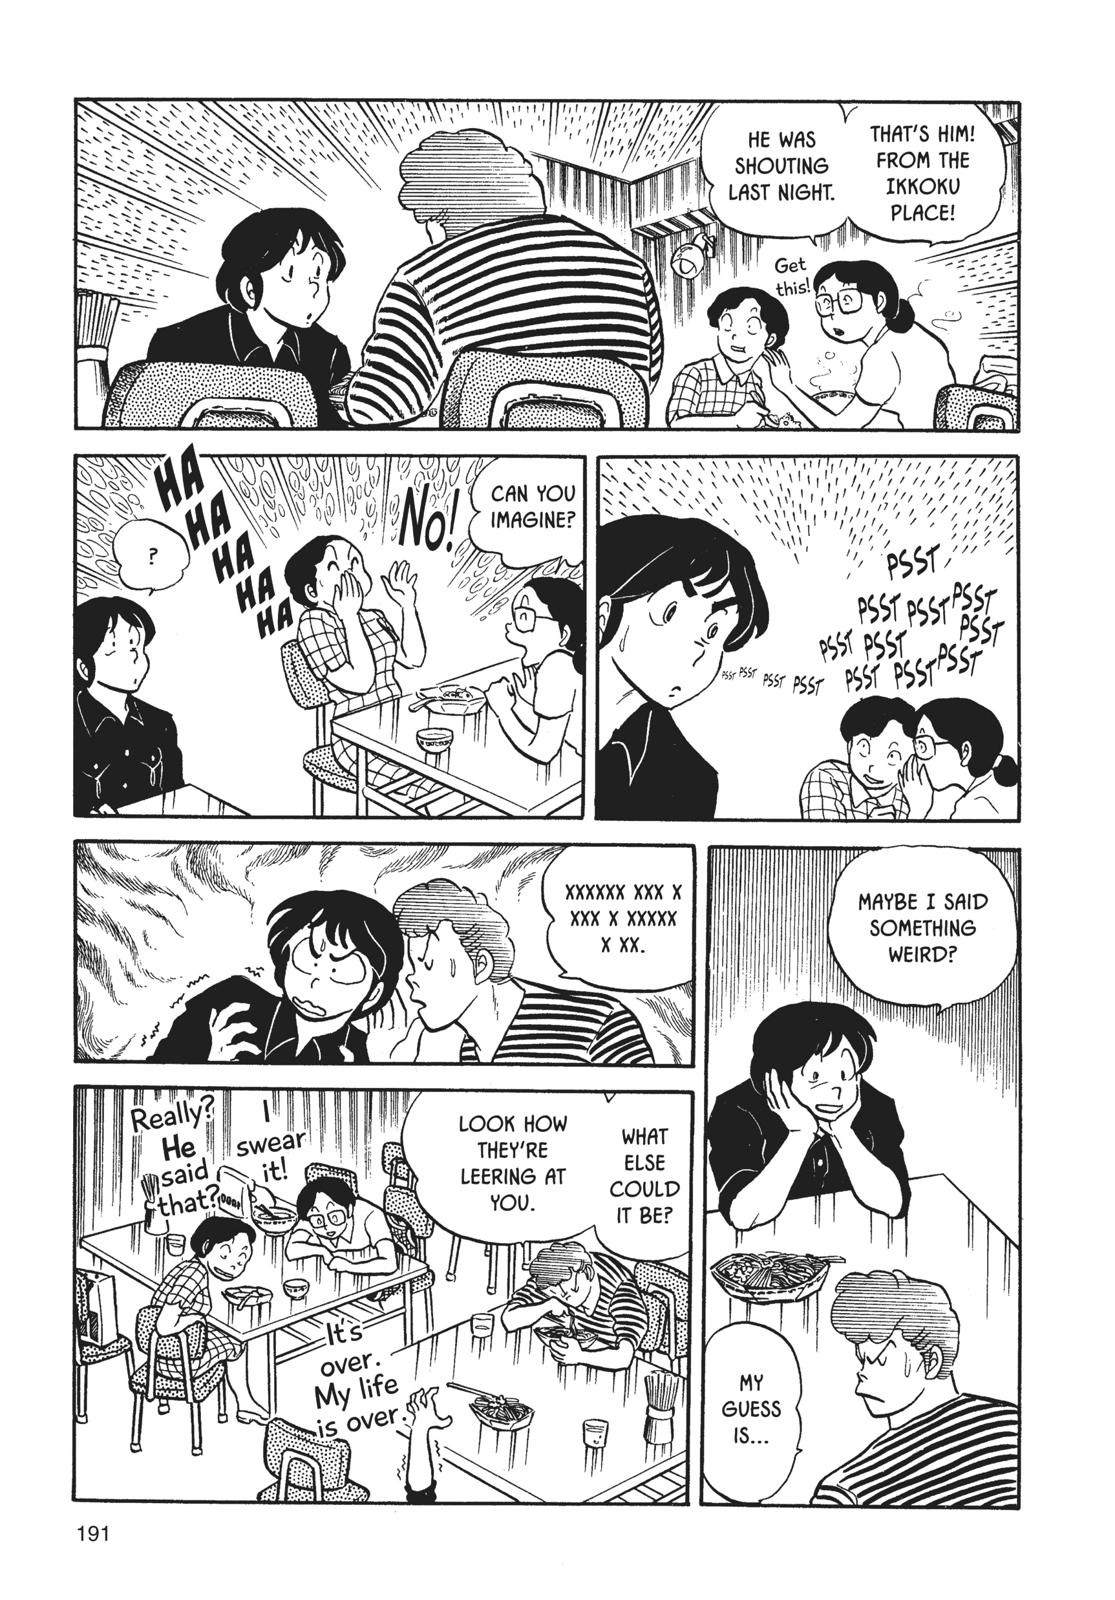 THAT'S HIM!
FROM THE
IKKOKU
PLACE!
HE WAS
SHOUTING
LAST NIGHT.
Get
this!
PSST
PSST PSST PSST
PSST PSST PSST
PSST PSST PSST
PSST PSST PSST PSST
CAN YOU
IMAGINE?
NO!
HA
HA
HA
HA
HA
?
MAYBE I SAID
SOMETHING
WEIRD?
MY
GUESS
IS...
XXXXXX XXX X
XXX X XXXXX
X XX.
WHAT
ELSE
COULD
IT BE?
LOOK HOW
THEY'RE
LEERING AT
YOU.
I
swear
it!
Really?
He
said
that?
It's
over.
My life
is over.
191